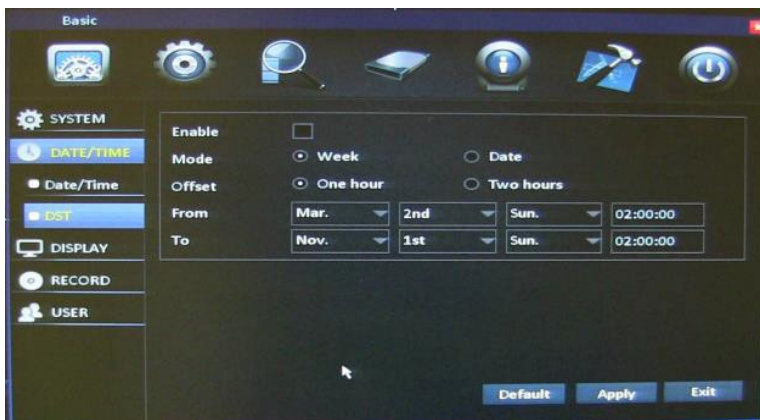 Basic
SYSTEM
DATE/TIME
Date/Time
DST
DISPLAY
RECORD
USER
Enable
Mode Week Date
Offset One hour Two hours
From Mar. 2nd Sun. 02:00:00
To Nov. 1st Sun. 02:00:00
Default Apply Exit